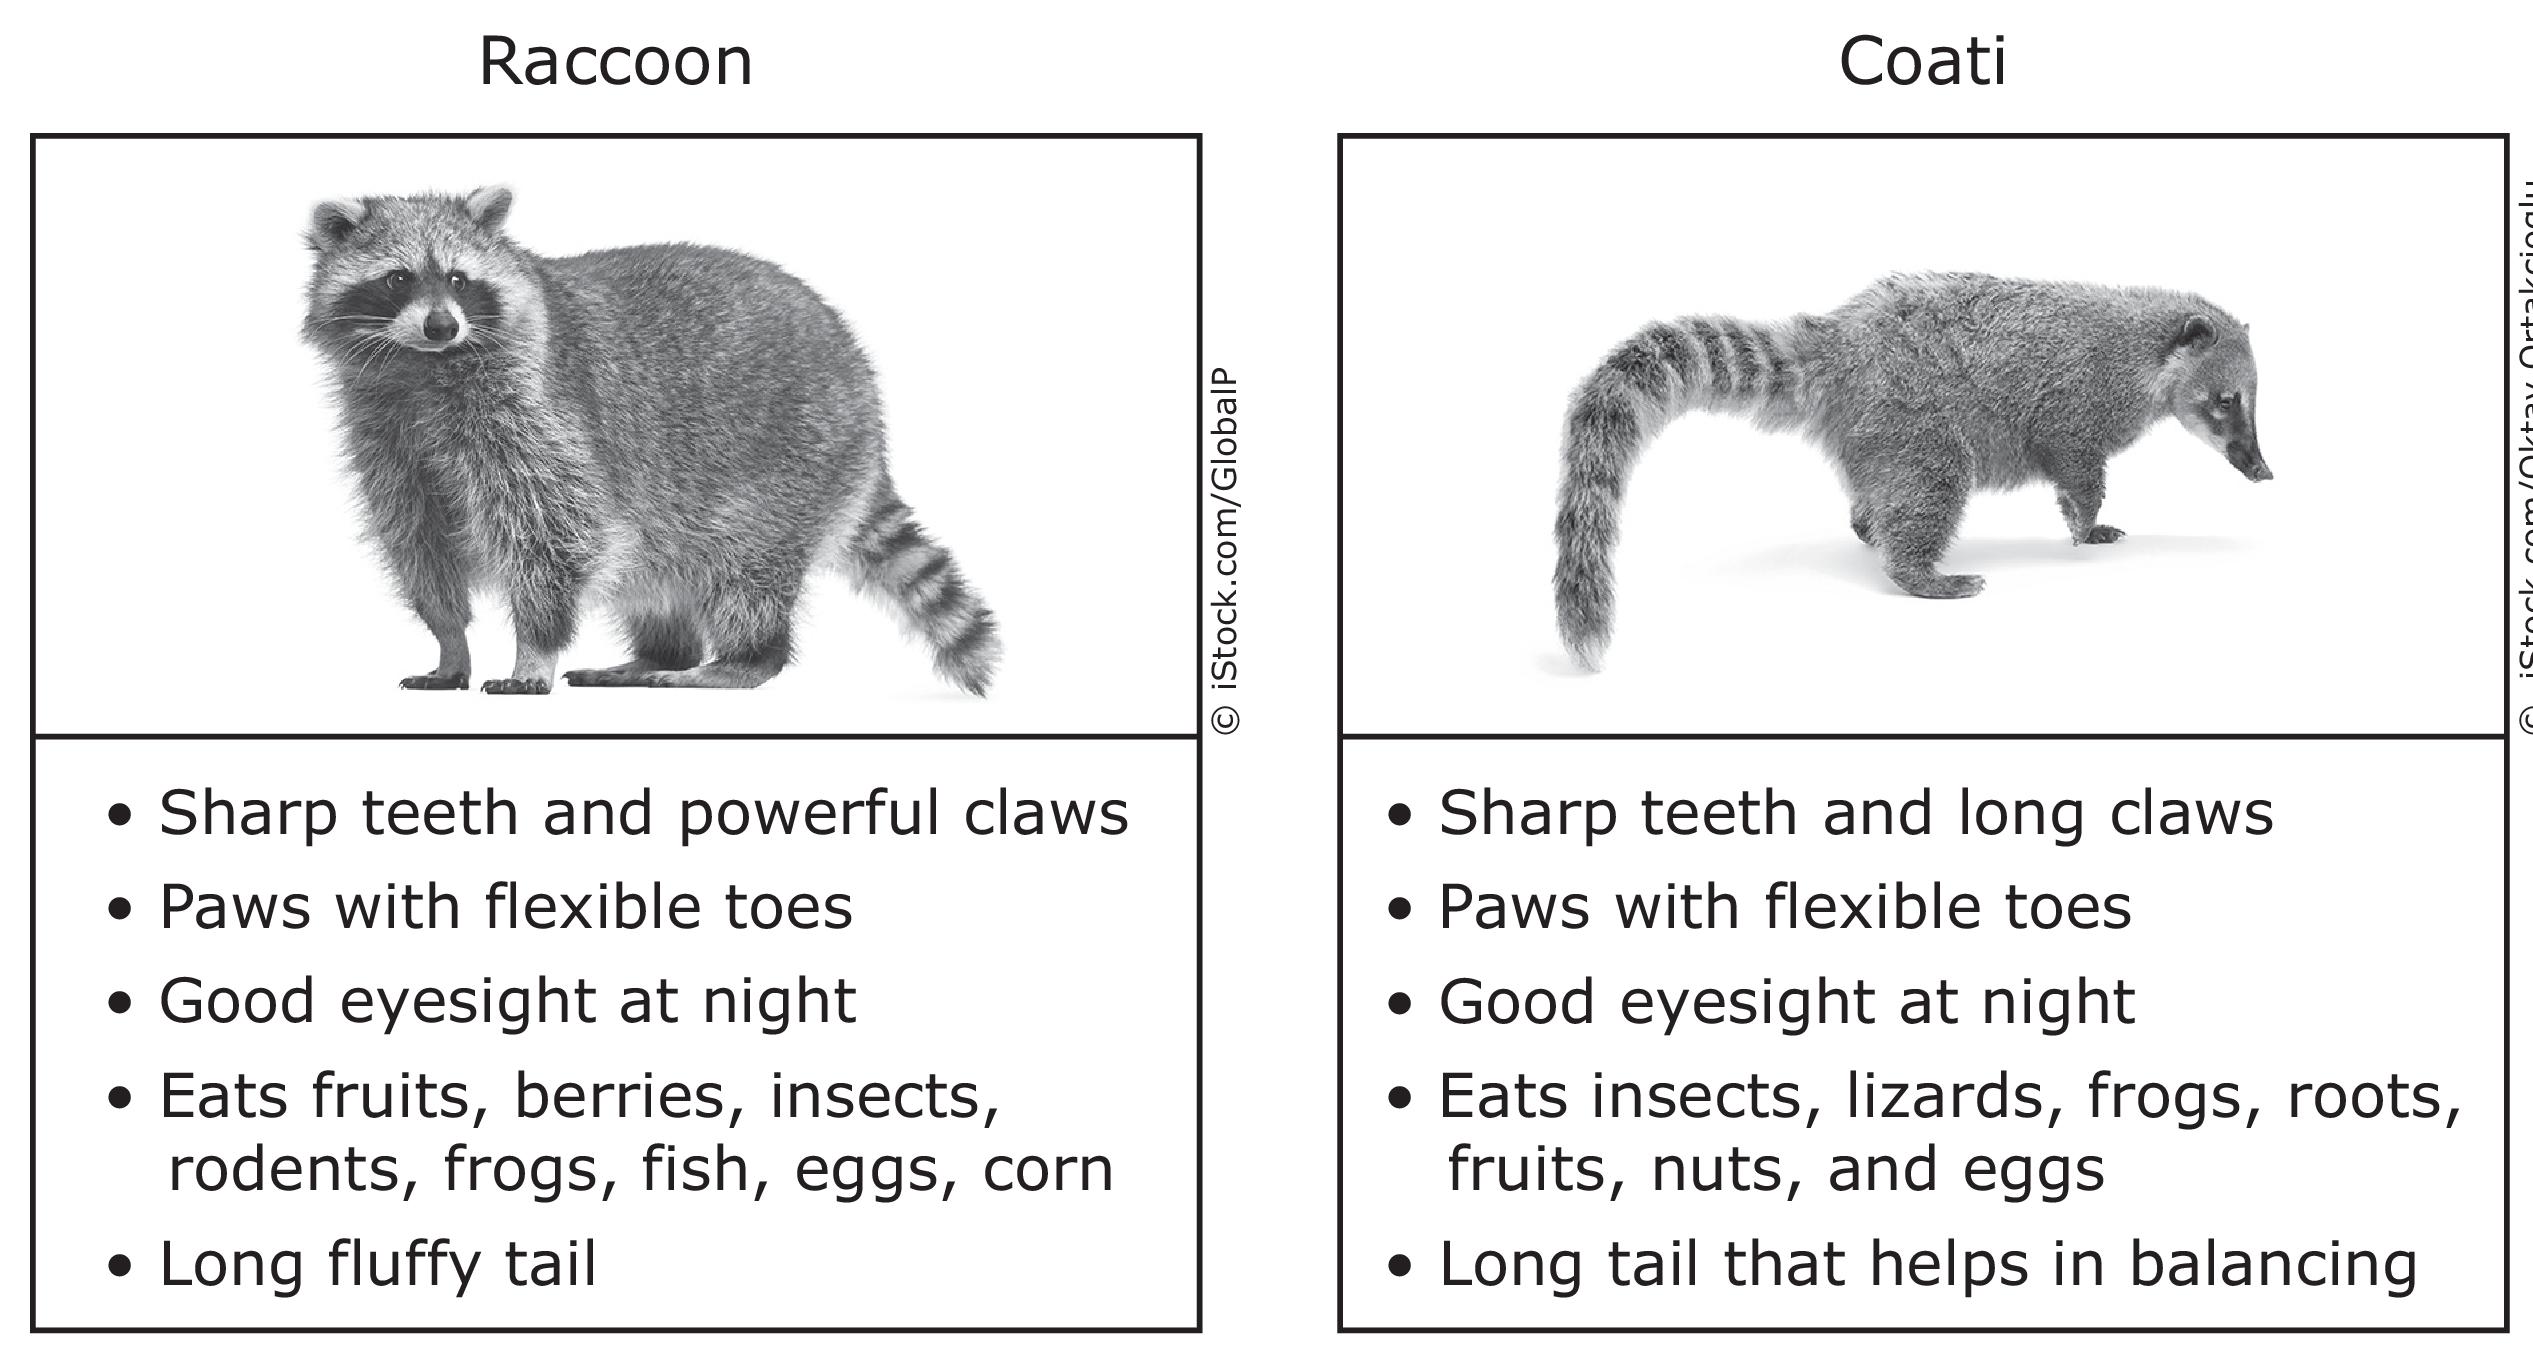 Raccoon
© iStock.com/GlobalP
• Sharp teeth and powerful claws
• Paws with flexible toes
• Good eyesight at night
• Eats fruits, berries, insects,
rodents, frogs, fish, eggs, corn
• Long fluffy tail
Coati
© iStock.com/Oktay Ortakcioglu
• Sharp teeth and long claws
• Paws with flexible toes
• Good eyesight at night
• Eats insects, lizards, frogs, roots,
fruits, nuts, and eggs
• Long tail that helps in balancing